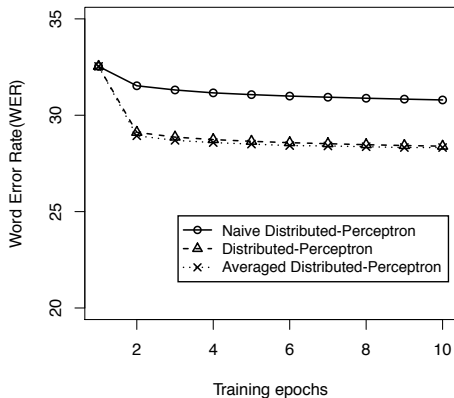 35
30
25
20
Word Error Rate(WER)
Naive Distributed-Perceptron
Distributed-Perceptron
Averaged Distributed-Perceptron
2 4 6 8 10
Training epochs